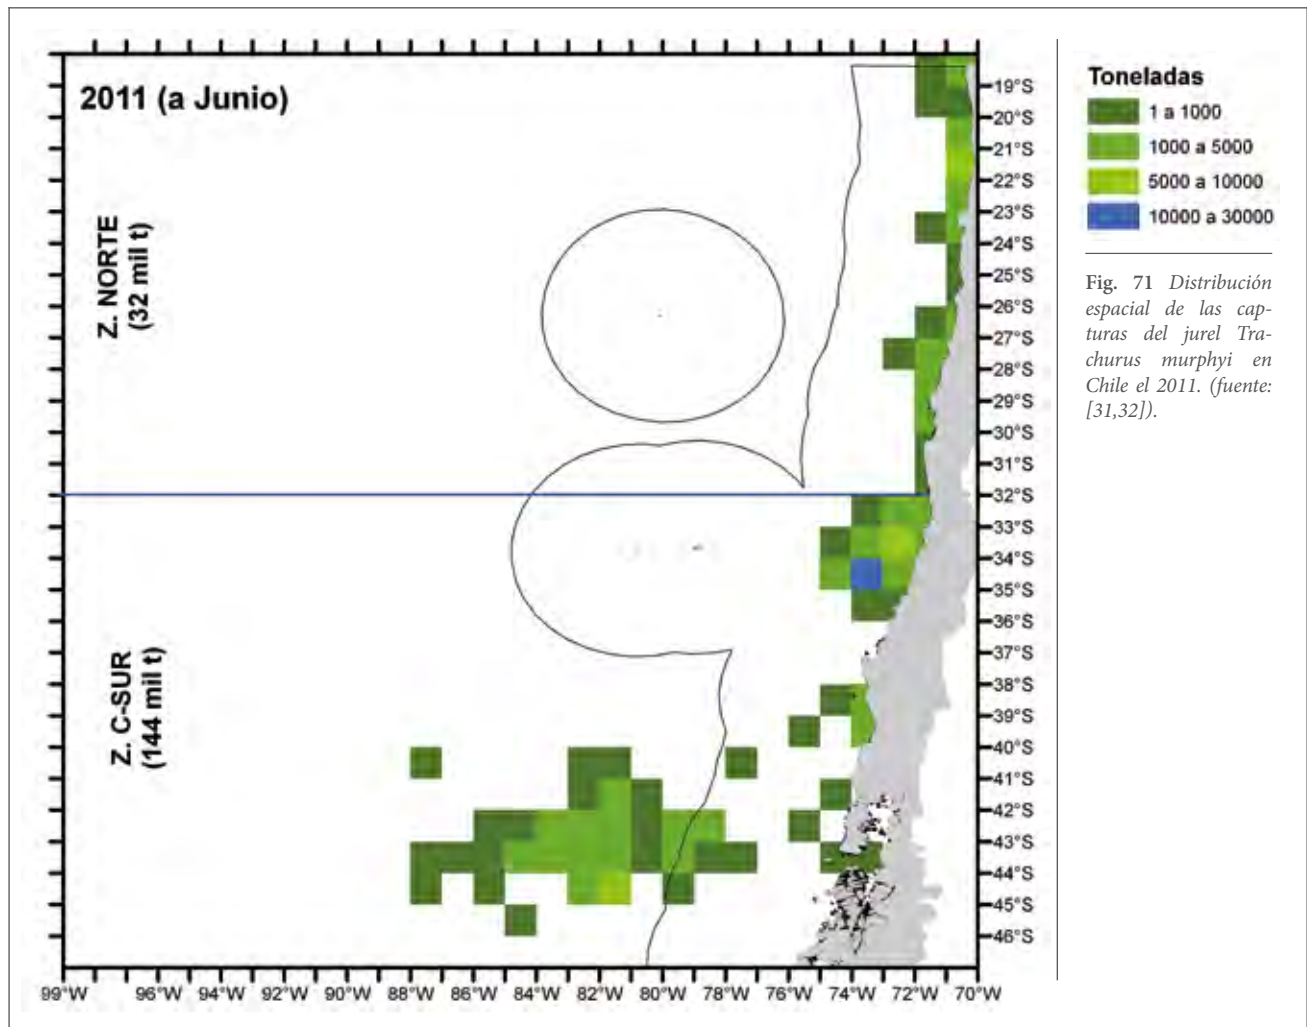 2011 (a Junio)
Z. NORTE
(32 mil t)
Z. C-SUR
(144 mil t)
19°S
20°S
21°S
22°S
23°S
24°S
25°S
26°S
27°S
28°S
29°S
30°S
31°S
32°S
33°S
34°S
35°S
36°S
37°S
38°S
39°S
40°S
41°S
42°S
43°S
44°S
45°S
46°S
99°W 96°W 94°W 92°W 90°W 88°W 86°W 84°W 82°W 80°W 78°W 76°W 74°W 72°W 70°W
Toneladas
1 a 1000
1000 a 5000
5000 a 10000
10000 a 30000
Fig. 71 Distribución
espacial de las cap-
turas del jurel Tra-
churus murphyi en
Chile el 2011. (fuente:
[31,32]).